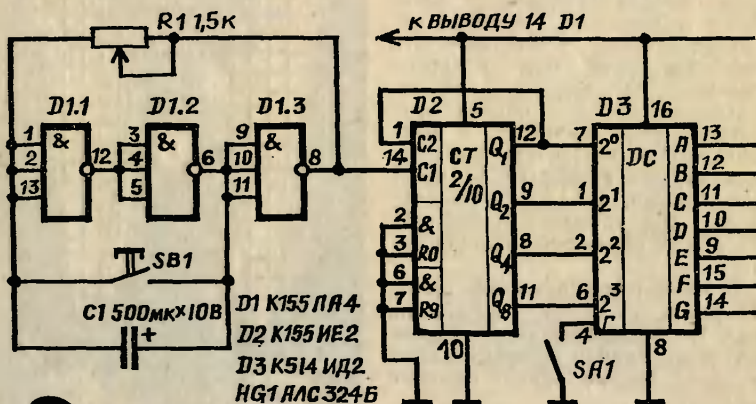 R1 1,5к
к ВЫВОДУ 14 D1
D1.1
D1.2
D1.3
1
2
13
&
12
3
4
5
&
6
9
10
11
&
8
SB1
C1 500мк×10В
+
D1 К155ЛА4
D2 К155ИЕ2
D3 К514ИД2
HG1 АЛС324Б
D2
5
1
14
2
3
6
7
C2
C1
&
R0
&
R9
CT
2/10
Q1
Q2
Q4
Q8
12
9
8
11
10
D3
16
7
1
2
6
4
2⁰
2¹
2²
2³
Г
DC
A
B
C
D
E
F
G
13
12
11
10
9
15
14
8
SA1